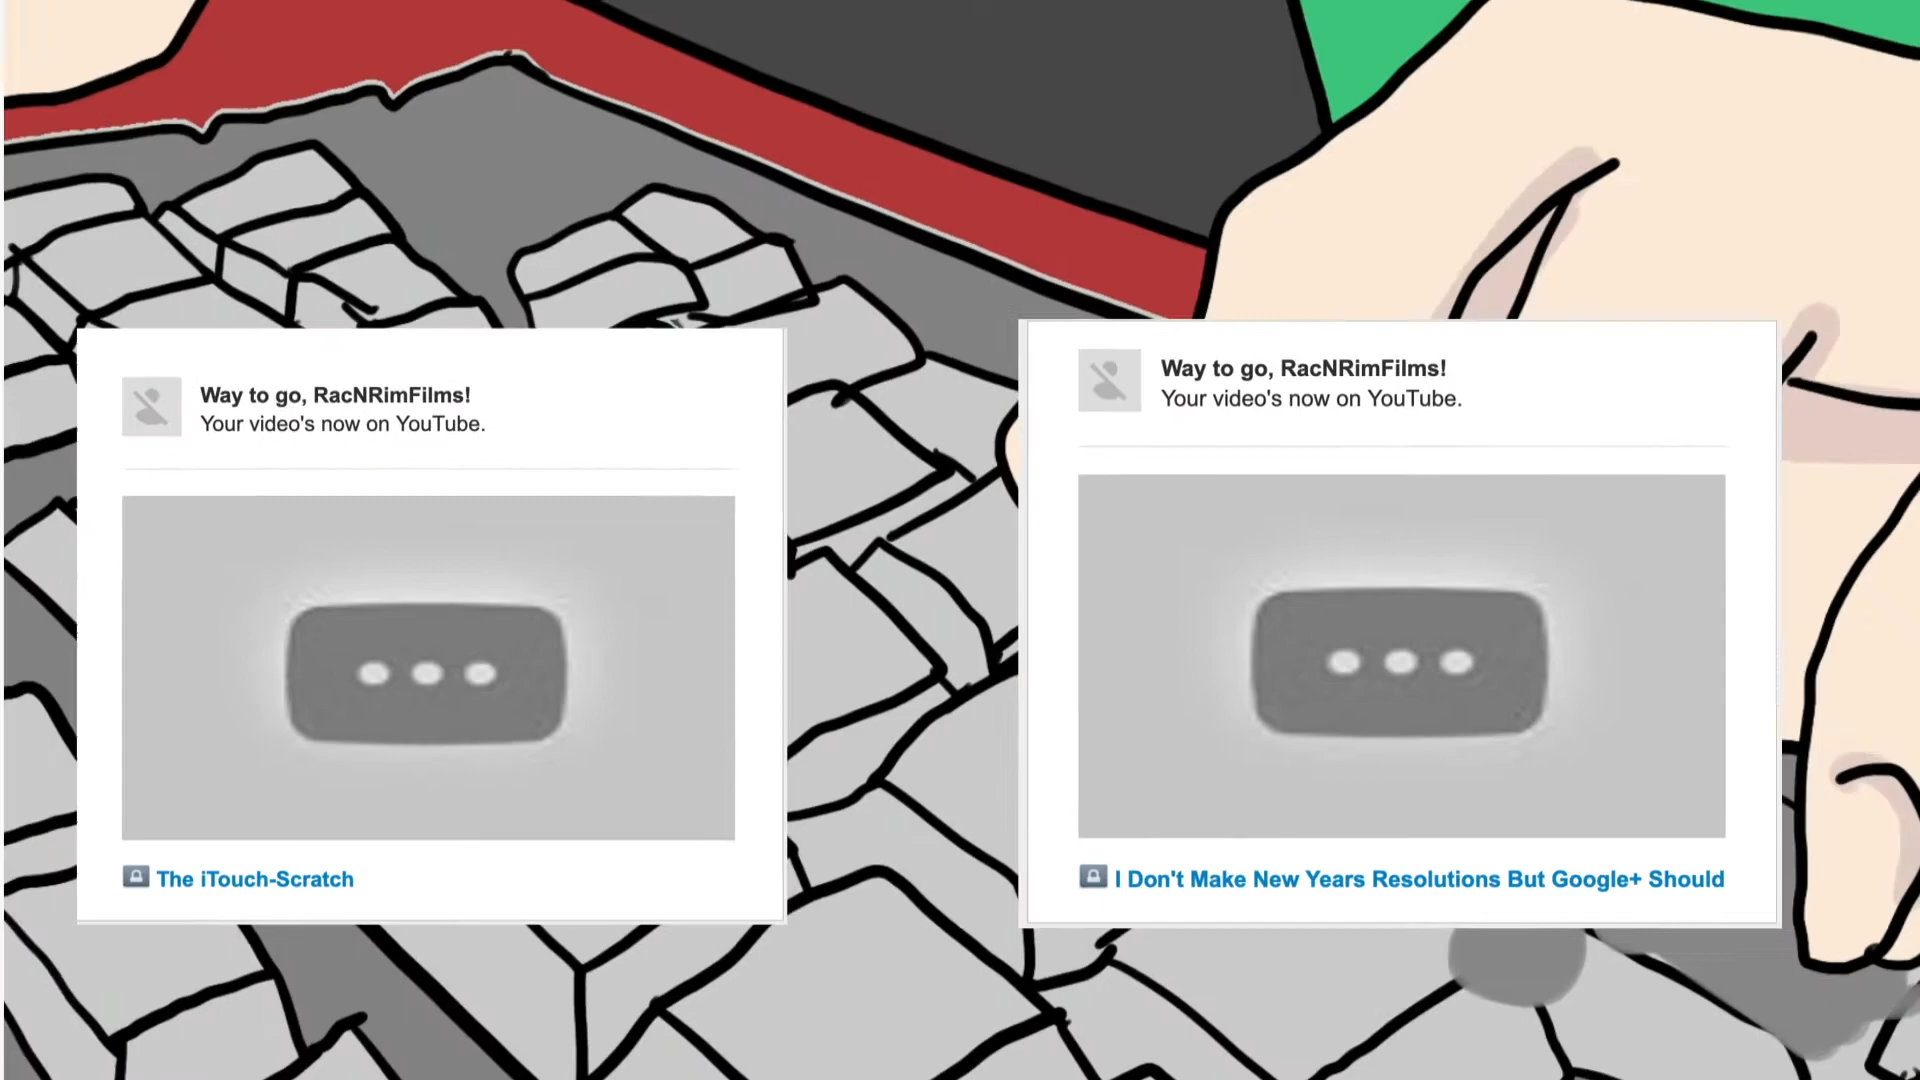 Way to go, RacNRimFilms!
Your video's now on YouTube.
The iTouch-Scratch
Way to go, RacNRimFilms!
Your video's now on YouTube.
I Don't Make New Years Resolutions But Google+ Should